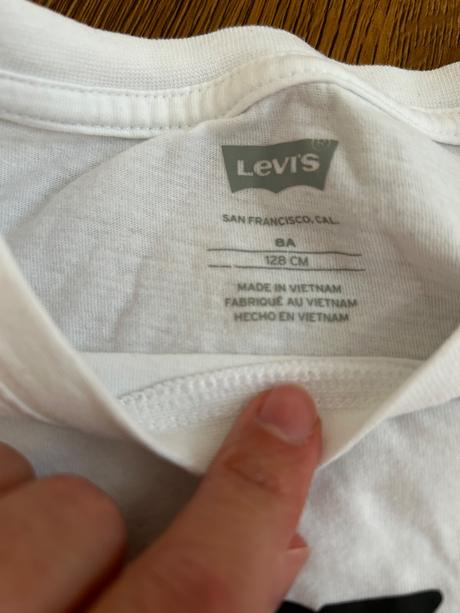 LEVI'S ®
SAN FRANCISCO, CAL.
8A
128 CM
MADE IN VIETNAM
FABRIQUÉ AU VIETNAM
HECHO EN VIETNAM